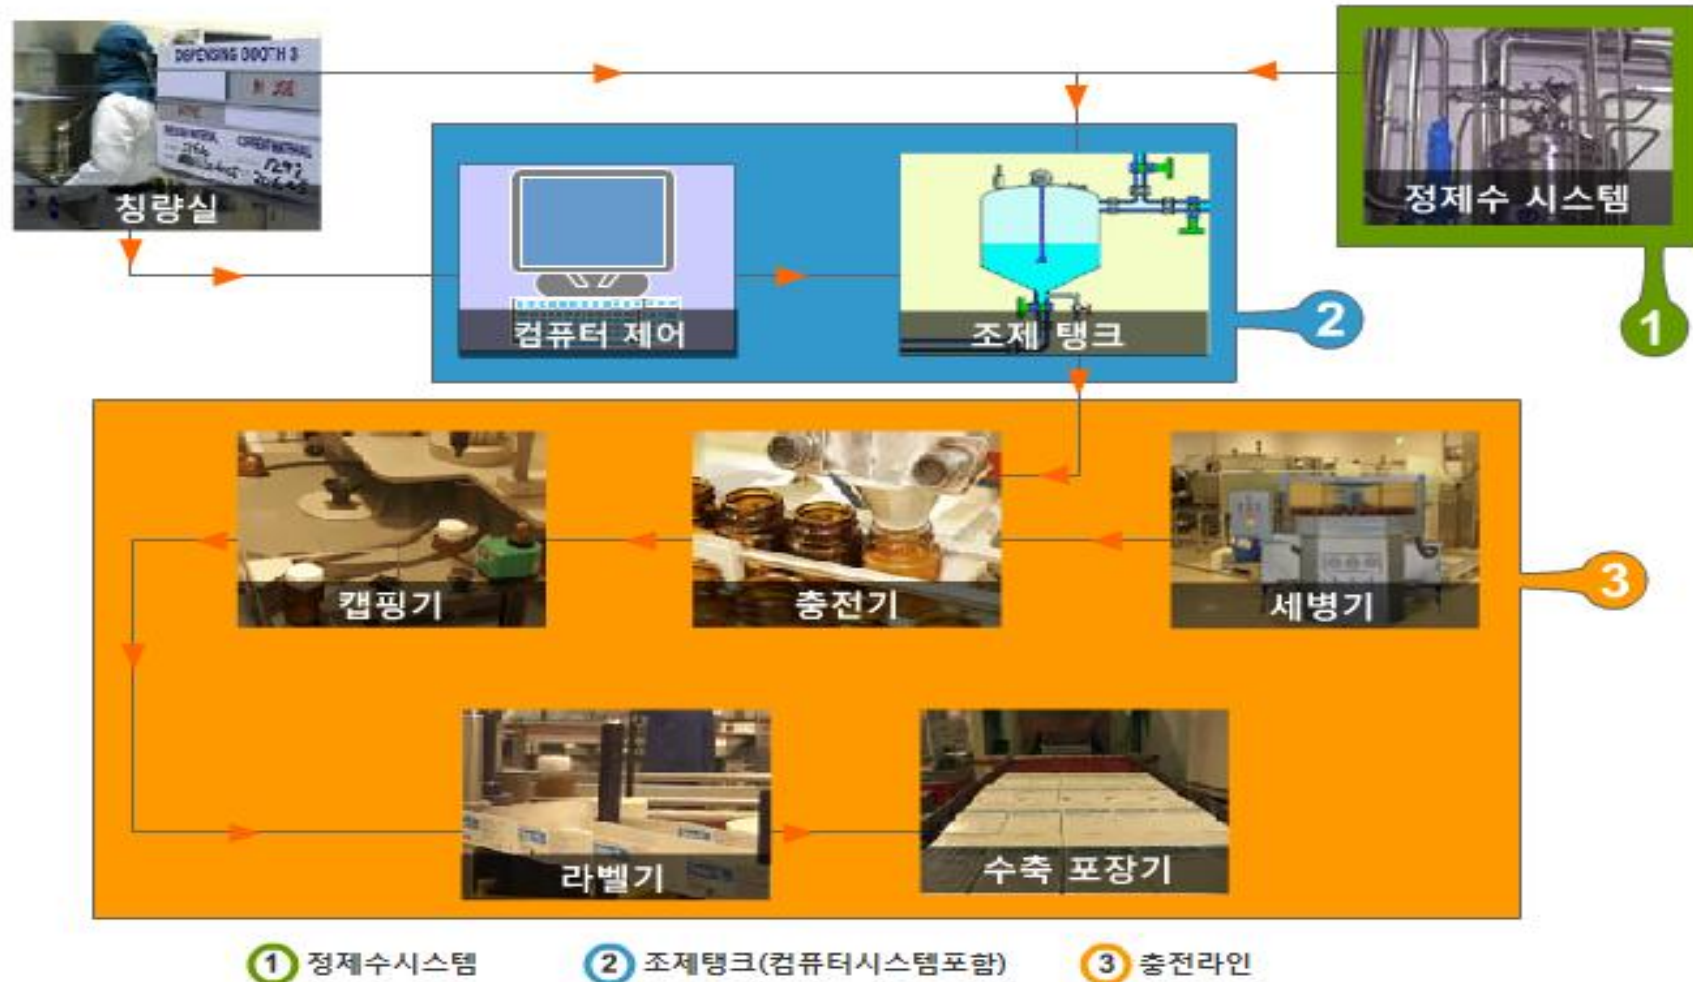 DISPENSING BOOTH 3
칭량실
정제수 시스템
컴퓨터 제어
조제 탱크
2
1
캡핑기
충전기
세병기
3
라벨기
수축 포장기
1 정제수시스템
2 조제탱크(컴퓨터시스템포함)
3 충전라인